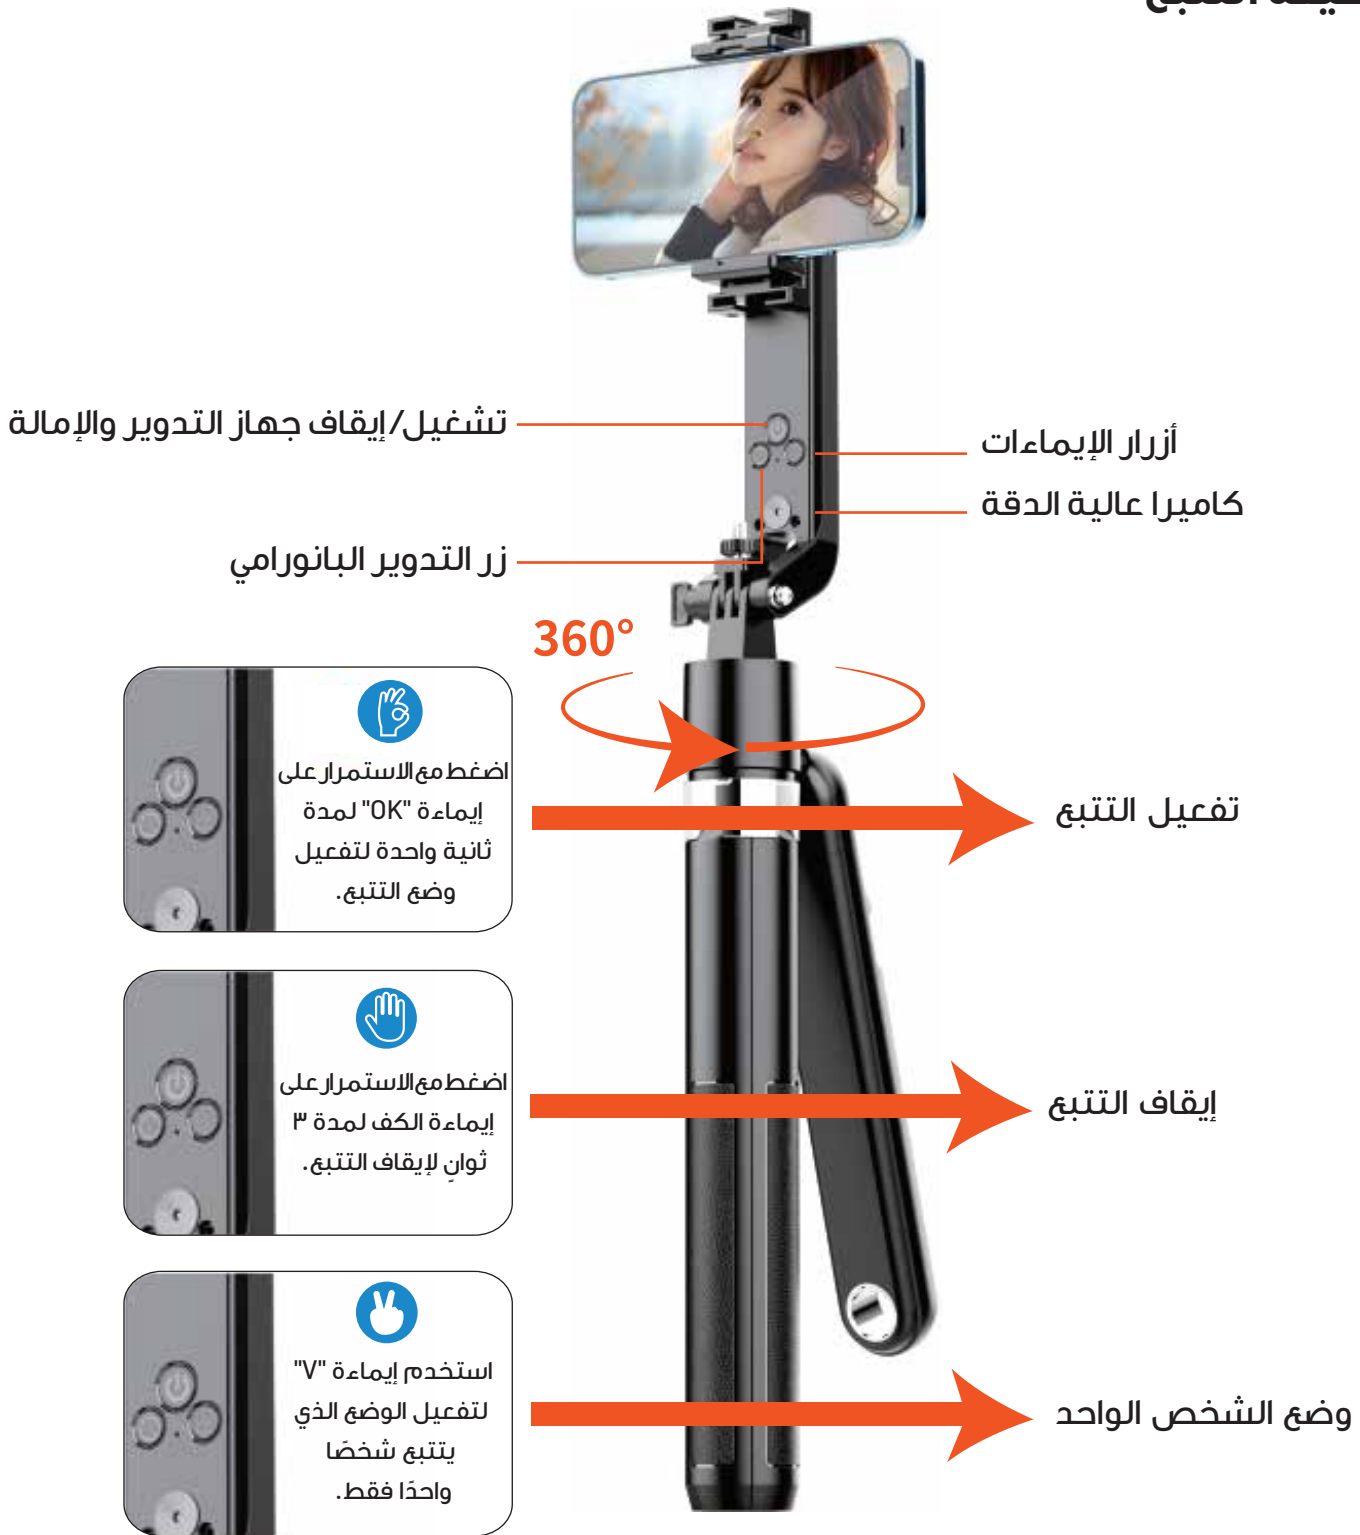 التتبع
تشغيل/إيقاف جهاز التدوير والإمالة
أزرار الإيماءات
كاميرا عالية الدقة
زر التدوير البانورامي
360°
اضغط مع الاستمرار على
إيماءة "OK" لمدة
ثانية واحدة لتفعيل
وضع التتبع.
تفعيل التتبع
اضغط مع الاستمرار على
إيماءة الكف لمدة ٣
ثوانٍ لإيقاف التتبع.
إيقاف التتبع
استخدم إيماءة "V"
لتفعيل الوضع الذي
يتتبع شخصًا
واحدًا فقط.
وضع الشخص الواحد